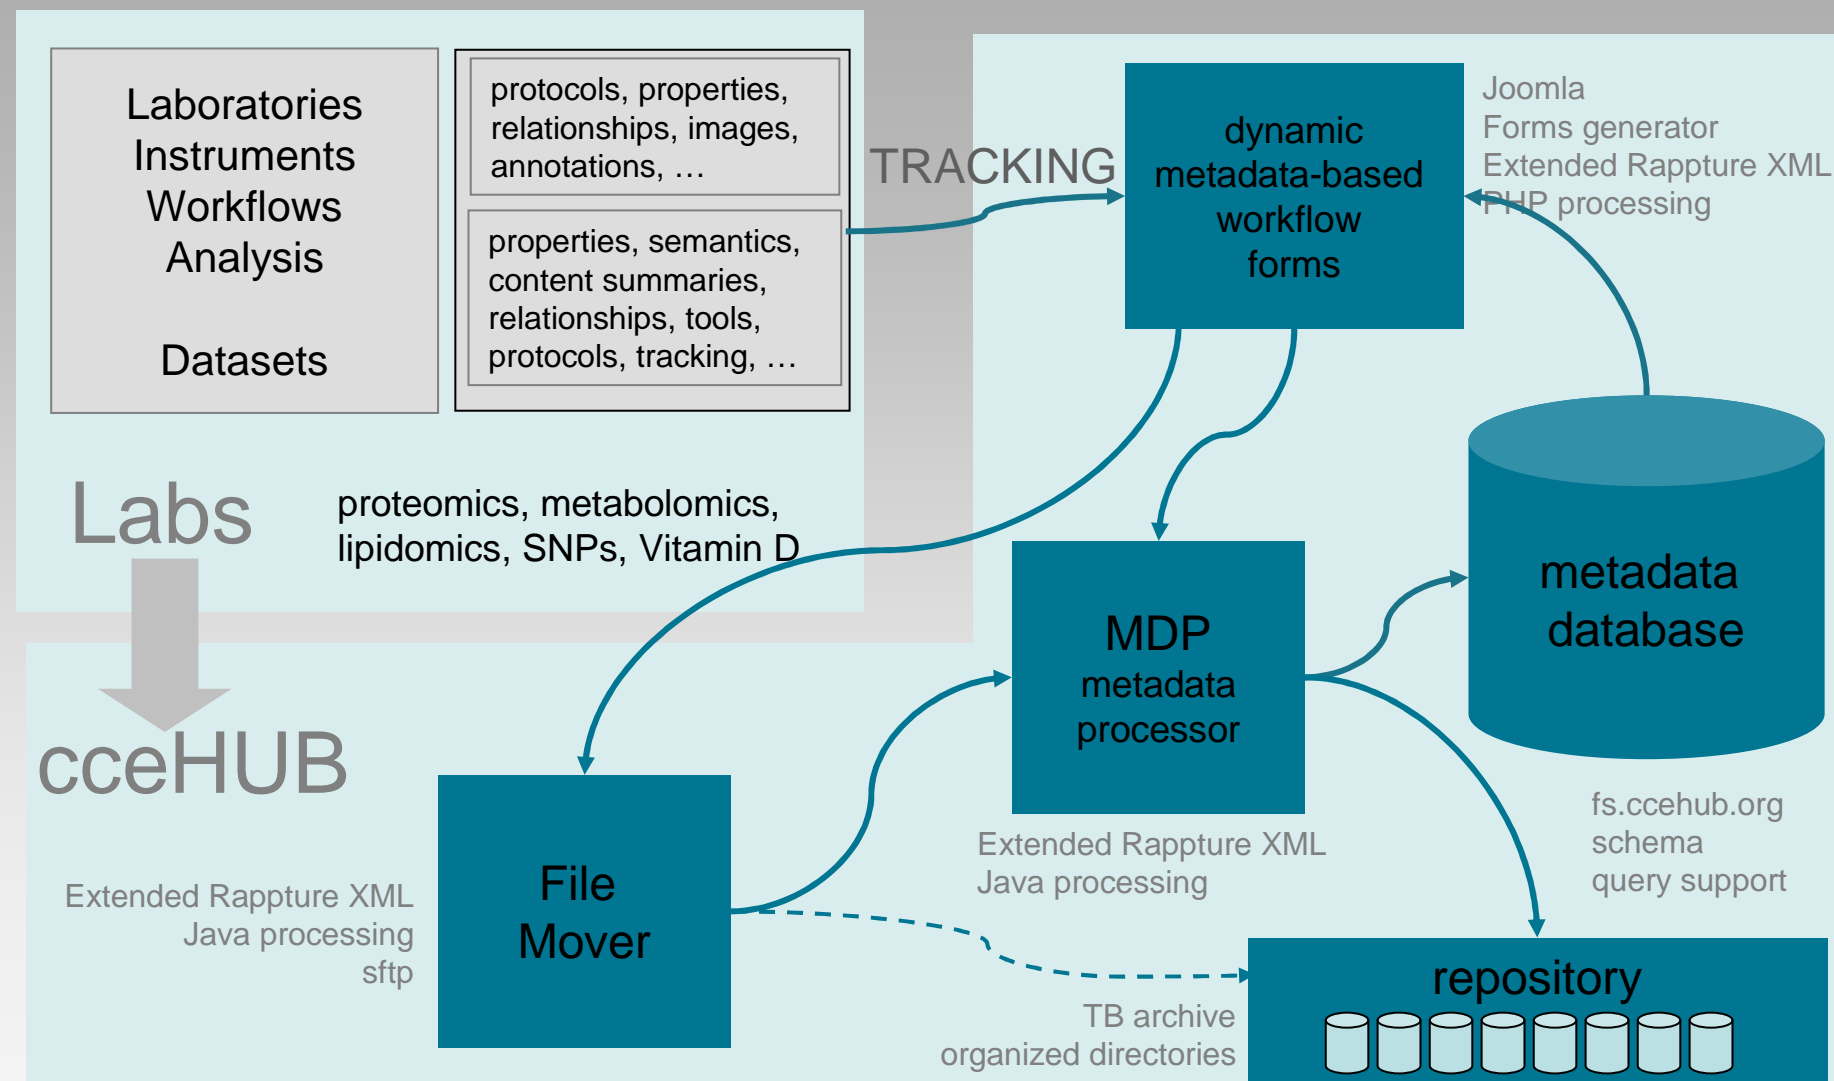 Laboratories
Instruments
Workflows
Analysis
Datasets
protocols, properties,
relationships, images,
annotations, …
properties, semantics,
content summaries,
relationships, tools,
protocols, tracking, …
TRACKING
dynamic
metadata-based
workflow
forms
Joomla
Forms generator
Extended Rappture XML
PHP processing
Labs
proteomics, metabolomics,
lipidomics, SNPs, Vitamin D
cceHUB
MDP
metadata
processor
Extended Rappture XML
Java processing
metadata
database
fs.ccehub.org
schema
query support
Extended Rappture XML
Java processing
sftp
File
Mover
TB archive
organized directories
repository